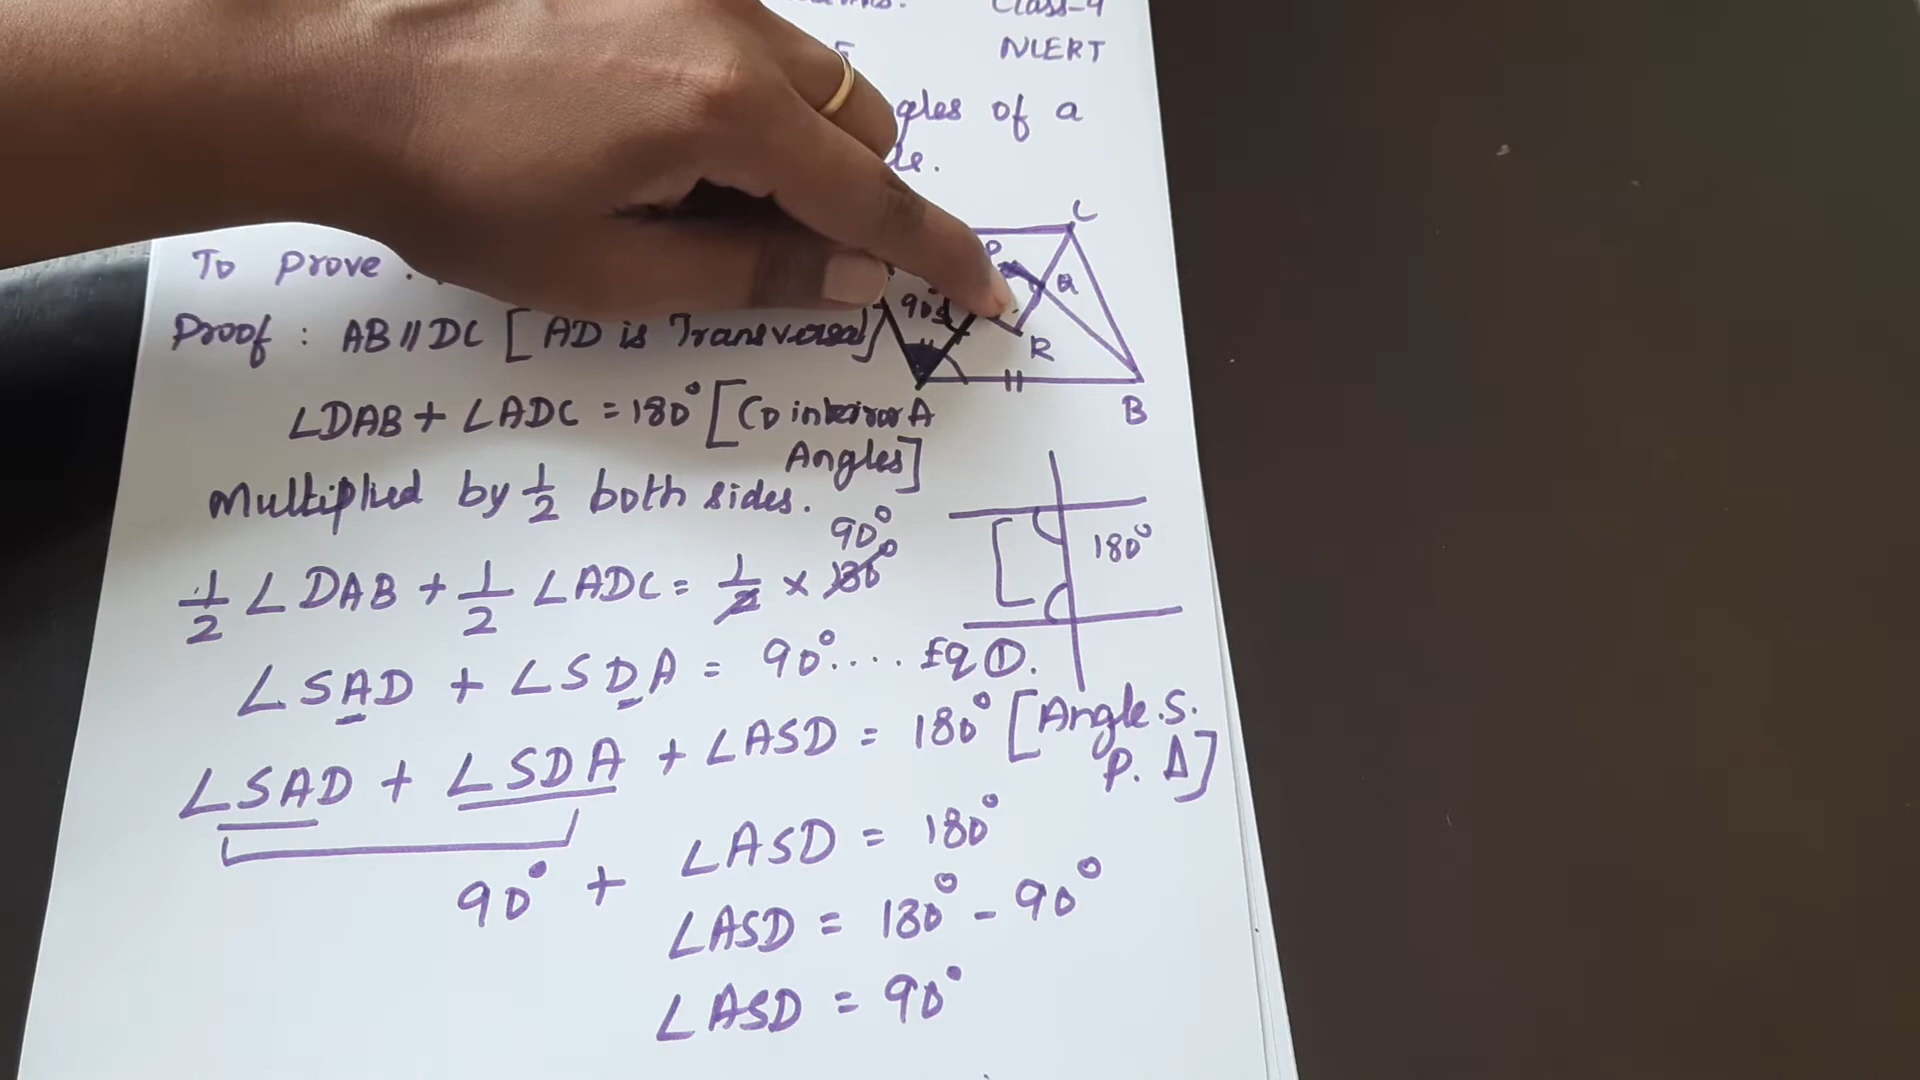 Class-9
NCERT
gles of a
le.
To prove.
C
P
Q
90°
S
R
B
Proof : AB∥DC [AD is Transversal]
∠DAB + ∠ADC = 180° [Co interior
A
Angles]
Multiplied by 1/2 both sides.
90°
1/2 ∠DAB + 1/2 ∠ADC = 1/2 × 180°
180°
∠SAD + ∠SDA = 90°.... Eq ①.
∠SAD + ∠SDA + ∠ASD = 180° [Angle.S.
P. Δ]
90° + ∠ASD = 180°
∠ASD = 180° - 90°
∠ASD = 90°